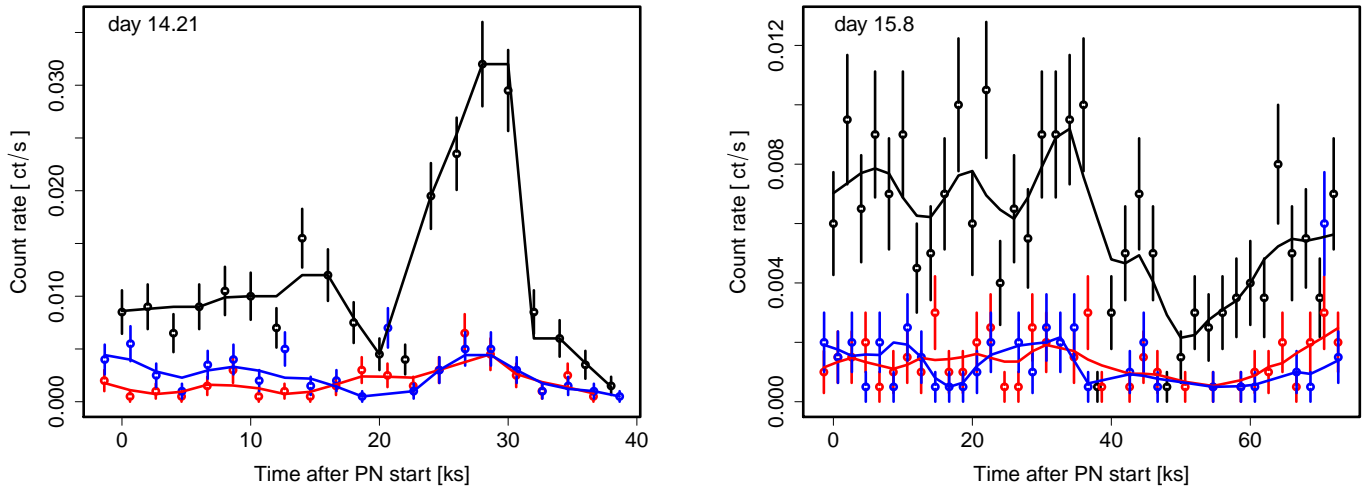 day 14.21
Count rate [ ct/s ]
0.000
0.010
0.020
0.030
0 10 20 30 40
Time after PN start [ks]
day 15.8
Count rate [ ct/s ]
0.000
0.004
0.008
0.012
0 20 40 60
Time after PN start [ks]